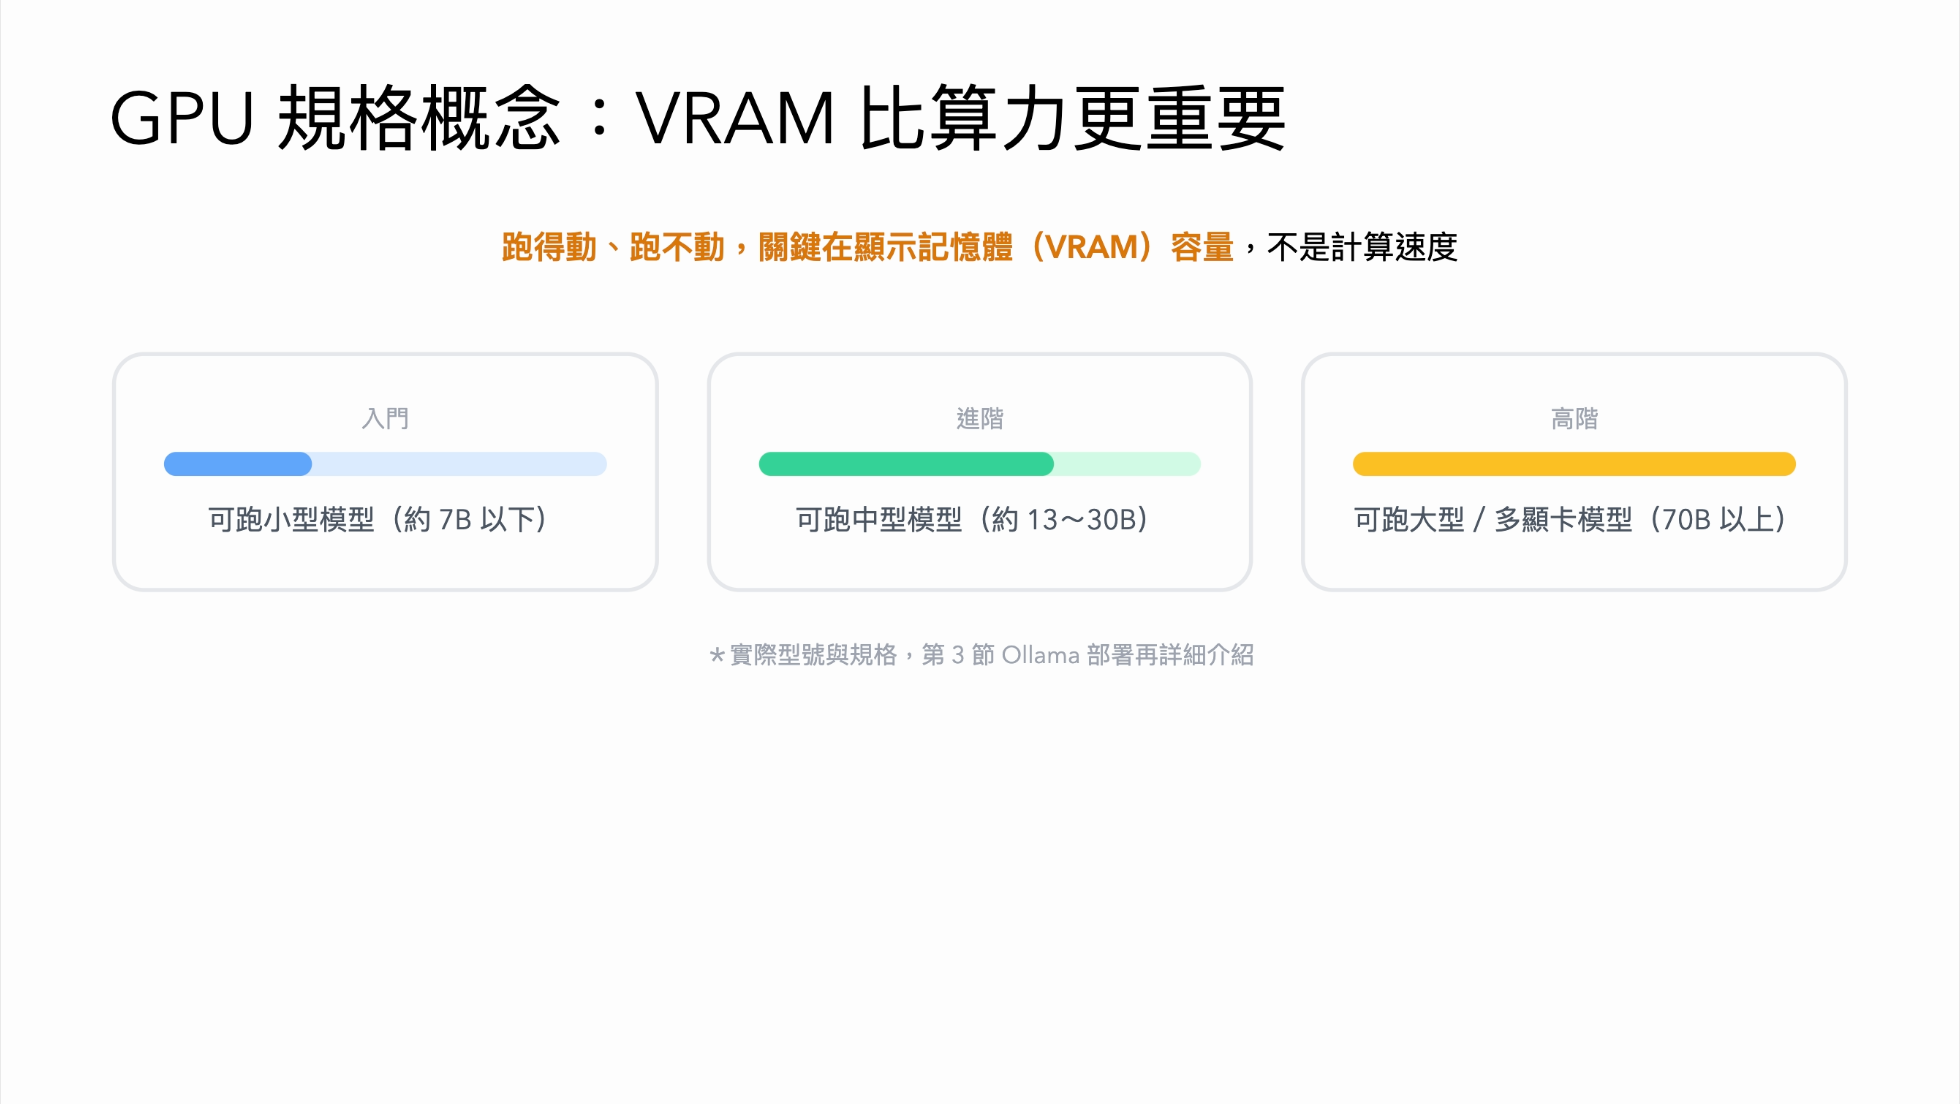 GPU 規格概念：VRAM 比算力更重要
跑得動、跑不動，關鍵在顯示記憶體（VRAM）容量，不是計算速度
入門
可跑小型模型（約 7B 以下）
進階
可跑中型模型（約 13～30B）
高階
可跑大型 / 多顯卡模型（70B 以上）
＊實際型號與規格，第 3 節 Ollama 部署再詳細介紹